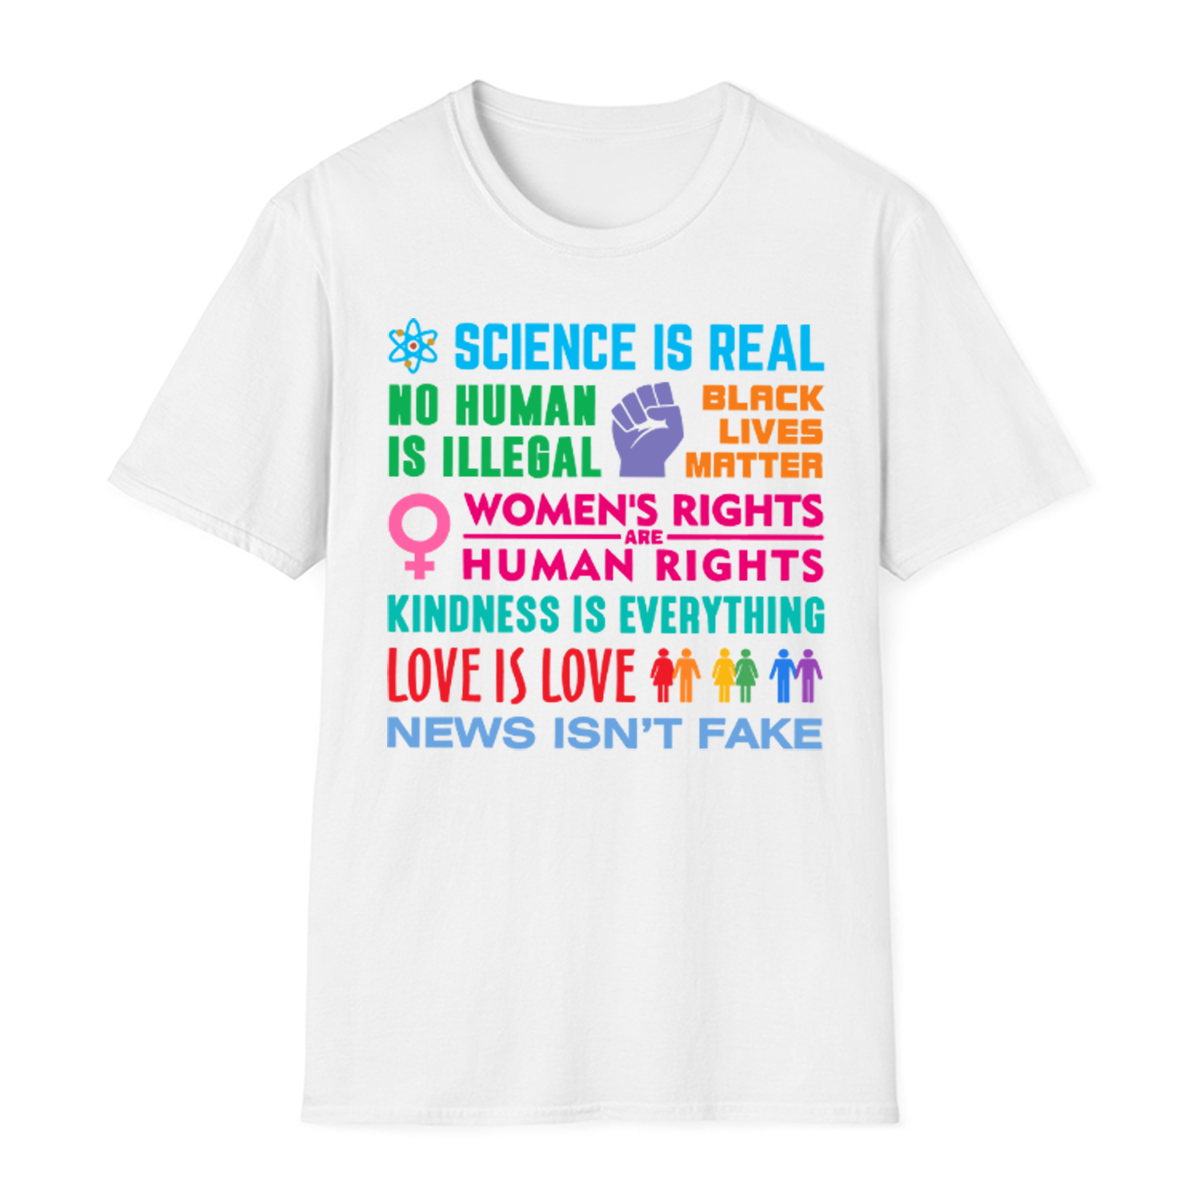 SCIENCE IS REAL
NO HUMAN
IS ILLEGAL
BLACK
LIVES
MATTER
WOMEN'S RIGHTS
ARE
HUMAN RIGHTS
KINDNESS IS EVERYTHING
LOVE IS LOVE
NEWS ISN'T FAKE